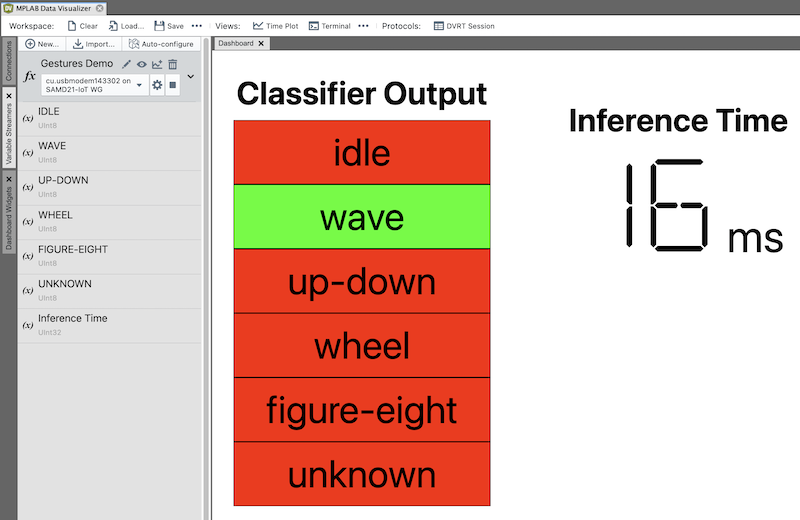 MPLAB Data Visualizer
Workspace: Clear Load... Save ••• Views: Time Plot Terminal ••• Protocols: DVRT Session
New... Import... Auto-configure
Dashboard
Connections
Variable Streamers
Dashboard Widgets
fx
Gestures Demo
cu.usbmodem143302 on
SAMD21-IoT WG
(x) IDLE
UInt8
(x) WAVE
UInt8
(x) UP-DOWN
UInt8
(x) WHEEL
UInt8
(x) FIGURE-EIGHT
UInt8
(x) UNKNOWN
UInt8
(x) Inference Time
UInt32
Classifier Output
idle
wave
up-down
wheel
figure-eight
unknown
Inference Time
16 ms